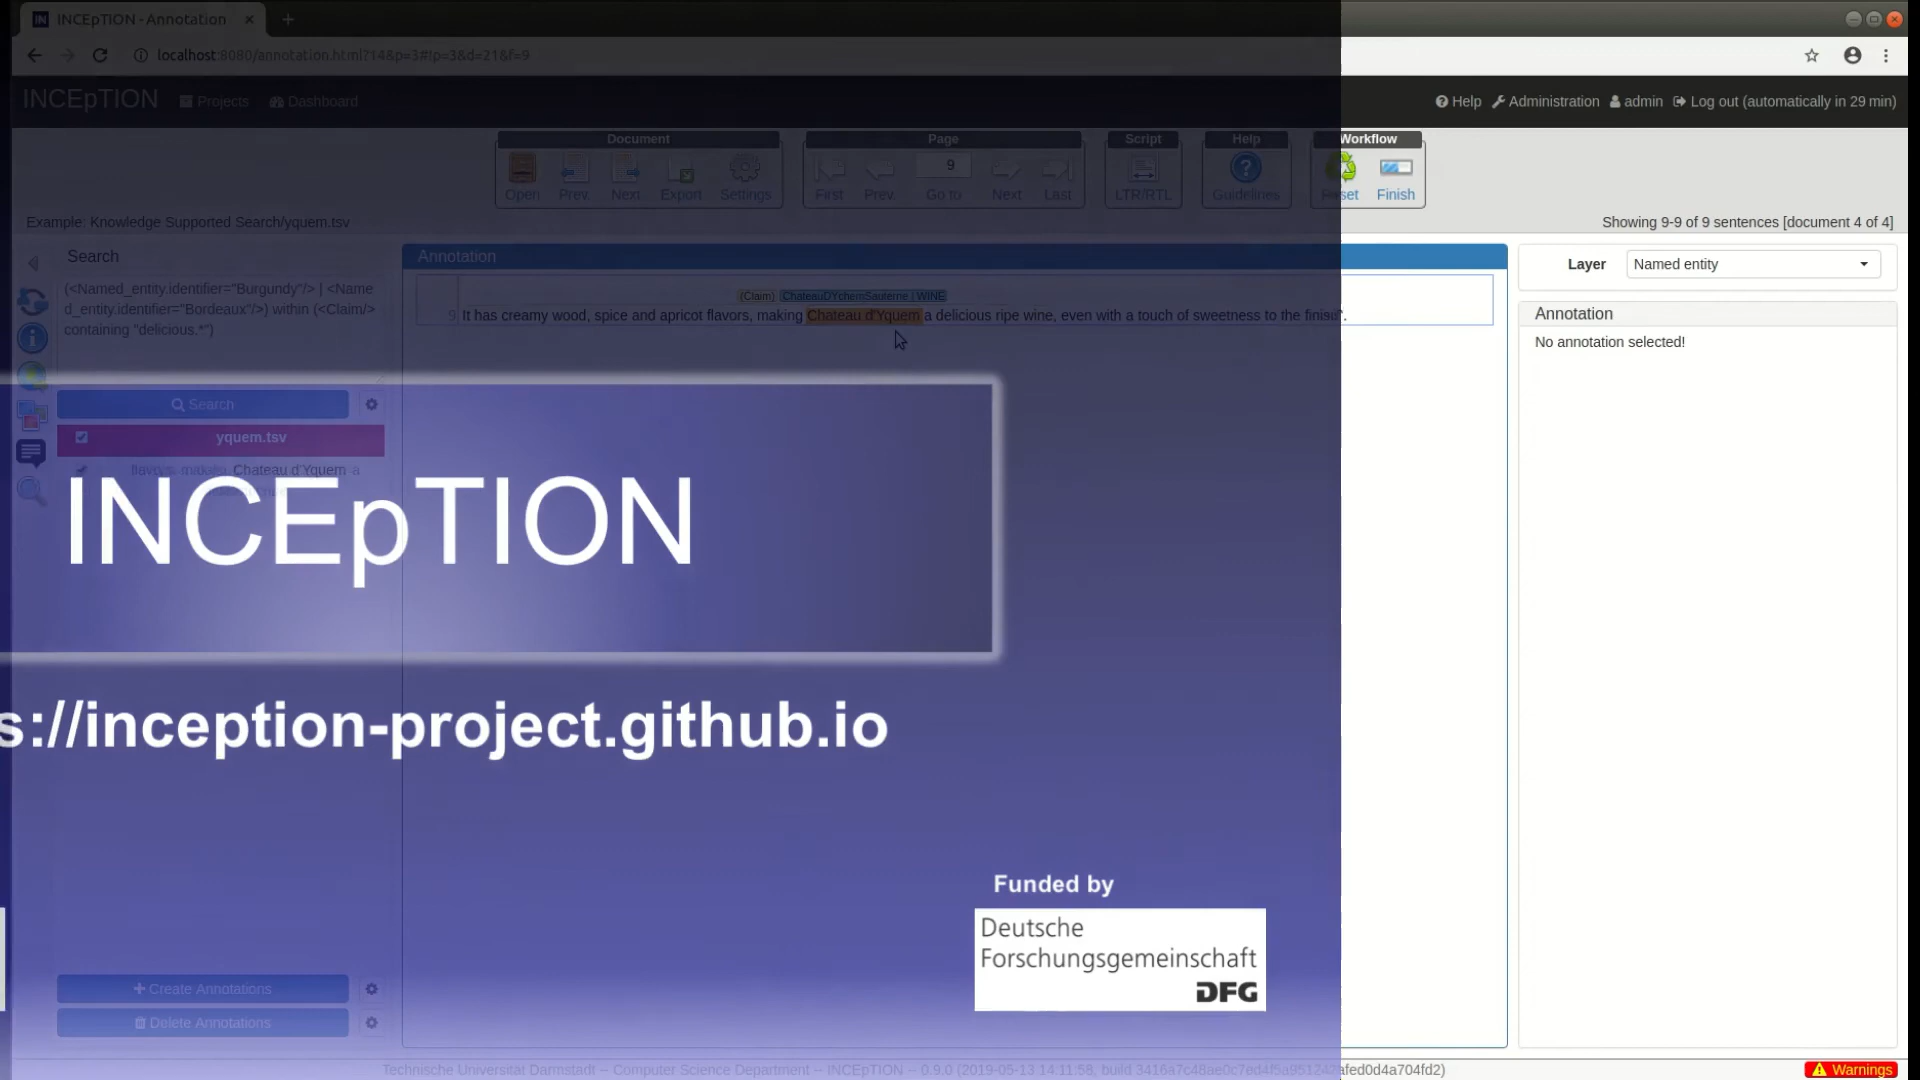 INCEpTION - Annotation
localhost:8080/annotation.html?14&p=3#!p=3&d=21&f=9
INCEpTION Projects Dashboard
Help Administration admin Log out (automatically in 29 min)
Document Page Script Help Workflow
Open Prev. Next Export Settings
9
First Prev. Go to Next Last
LTR/RTL
Guidelines
Finish
Example: Knowledge Supported Search/yquem.tsv
Showing 9-9 of 9 sentences [document 4 of 4]
Search
(<Named_entity.identifier="Burgundy"/> | <Name
d_entity.identifier="Bordeaux"/>) within (<Claim/>
containing "delicious.*")
Search
yquem.tsv
flavors, making Chateau d'Yquem a
Annotation
(Claim) ChateauDYchemSauterne | WINE
9 It has creamy wood, spice and apricot flavors, making Chateau d'Yquem a delicious ripe wine, even with a touch of sweetness to the finish".
Layer Named entity
Annotation
No annotation selected!
INCEpTION
s://inception-project.github.io
Funded by
Deutsche
Forschungsgemeinschaft
DFG
Create Annotations
Delete Annotations
Technische Universität Darmstadt -- Computer Science Department -- INCEpTION -- 0.9.0 (2019-05-13 14:11:58, build
Warnings